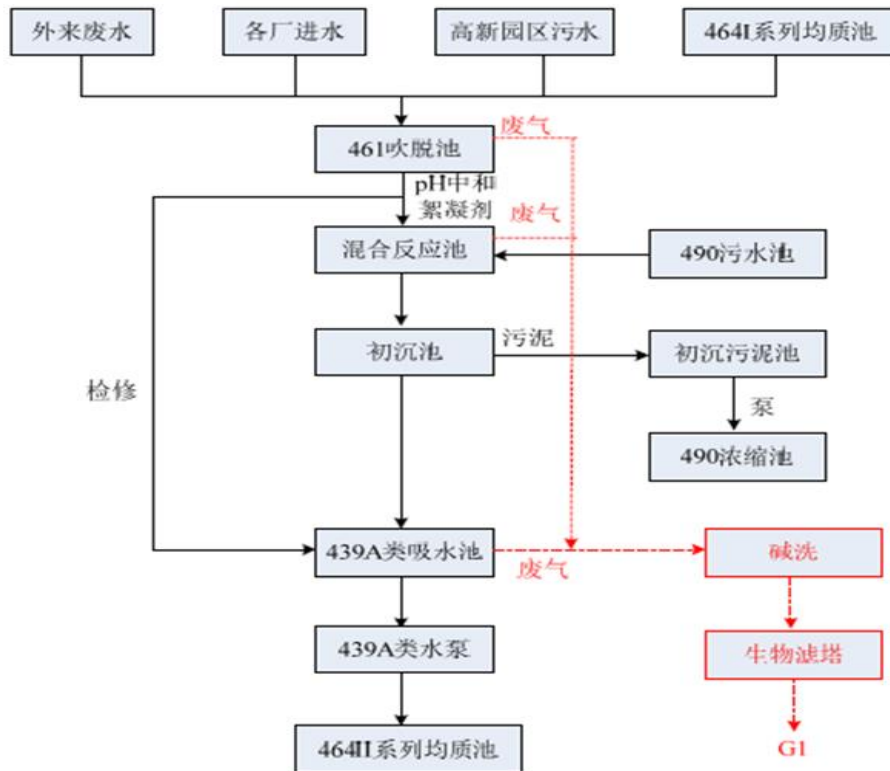 外来废水
各厂进水
高新园区污水
464I系列均质池
废气
461吹脱池
pH中和
絮凝剂
废气
混合反应池
490污水池
初沉池
污泥
初沉污泥池
检修
泵
490浓缩池
439A类吸水池
废气
碱洗
439A类水泵
生物滤塔
464II系列均质池
G1